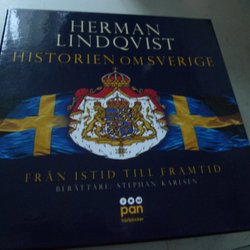 HERMAN
LINDQVIST
HISTORIEN OM SVERIGE
FRÅN ISTID TILL FRAMTID
BERÄTTARE: STEPHAN KARLSÉN
pan